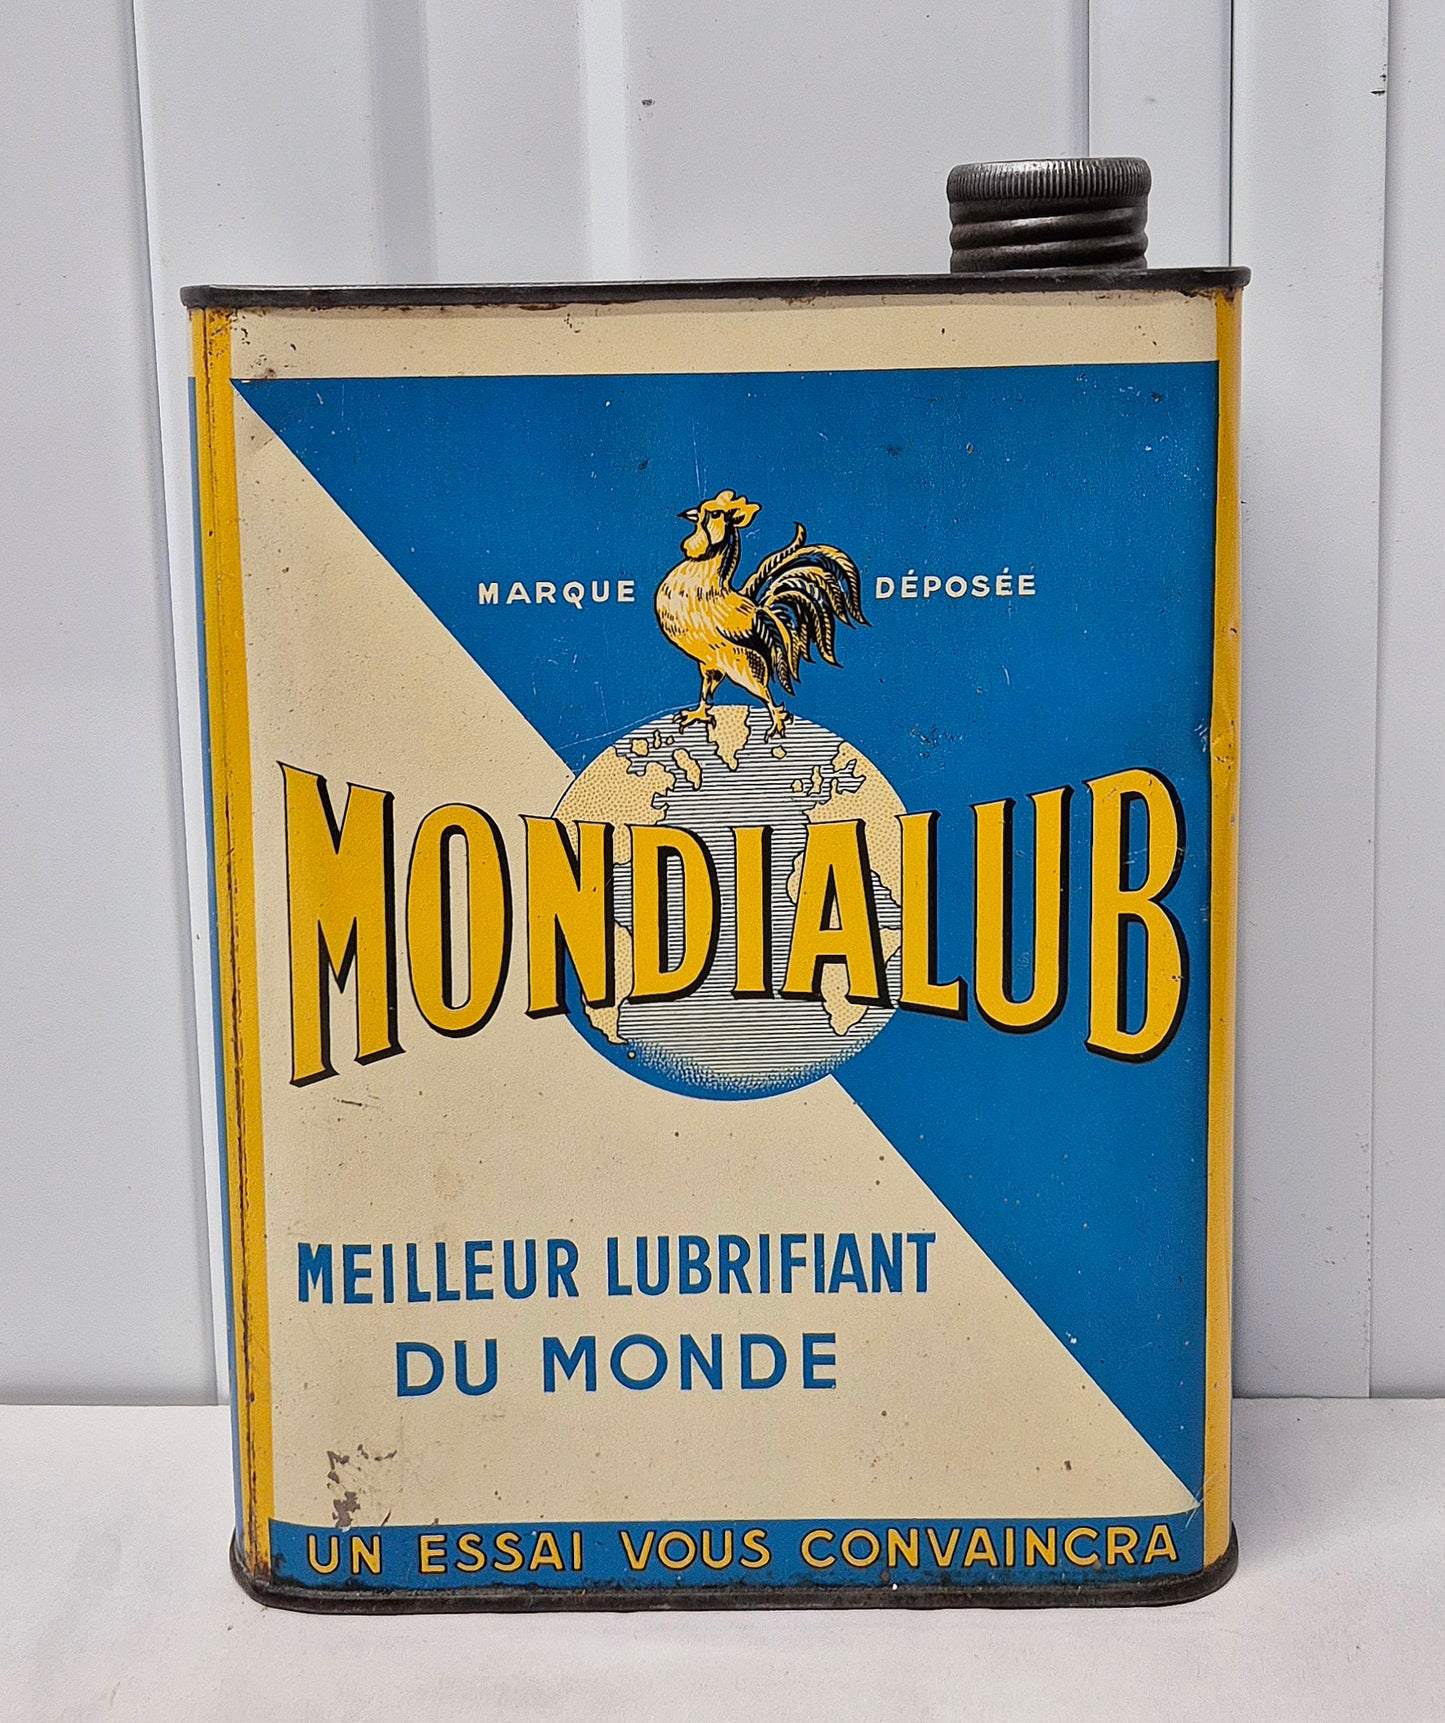 MARQUE DÉPOSÉE
MONDIALUB
MEILLEUR LUBRIFIANT
DU MONDE
UN ESSAI VOUS CONVAINCRA